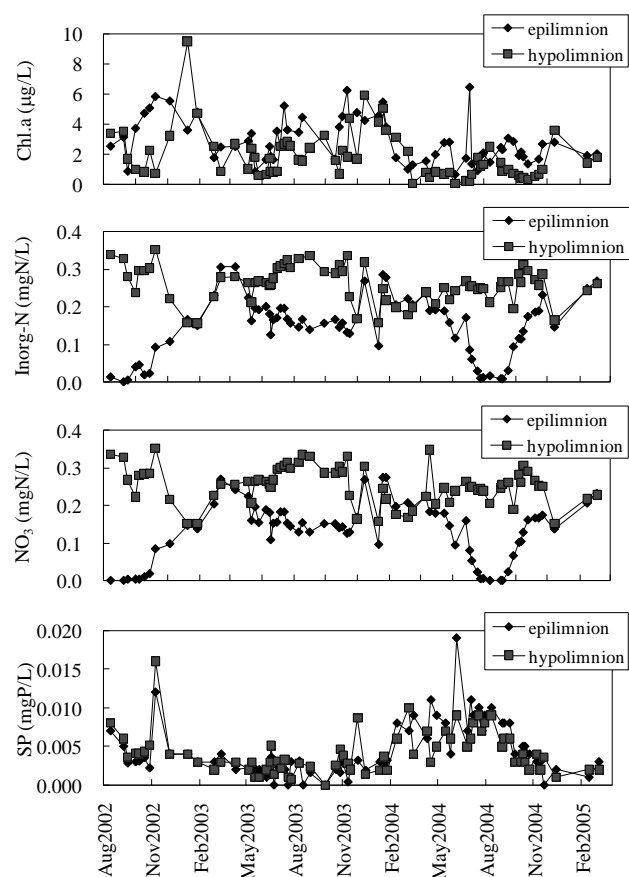 10
8
6
4
2
0
Chl.a (μg/L)
epilimnion
hypolimnion
0.4
0.3
0.2
0.1
0.0
Inorg-N (mgN/L)
epilimnion
hypolimnion
0.4
0.3
0.2
0.1
0.0
NO3 (mgN/L)
epilimnion
hypolimnion
0.020
0.015
0.010
0.005
0.000
SP (mgP/L)
epilimnion
hypolimnion
Aug2002
Nov2002
Feb2003
May2003
Aug2003
Nov2003
Feb2004
May2004
Aug2004
Nov2004
Feb2005